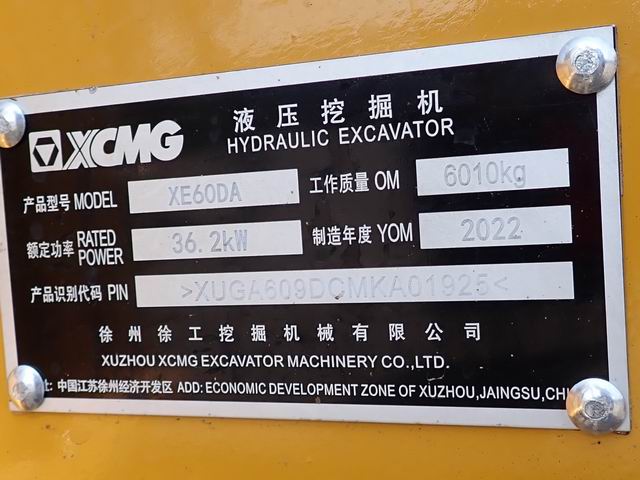 XCMG
液压挖掘机
HYDRAULIC EXCAVATOR
产品型号 MODEL XE60DA 工作质量 OM 6010kg
额定功率 RATED POWER 36.2kW 制造年度 YOM 2022
产品识别代码 PIN >XUGA609DCMKA01925<
徐州徐工挖掘机械有限公司
XUZHOU XCMG EXCAVATOR MACHINERY CO.,LTD.
中国江苏徐州经济开发区 ADD: ECONOMIC DEVELOPMENT ZONE OF XUZHOU,JAINGSU,